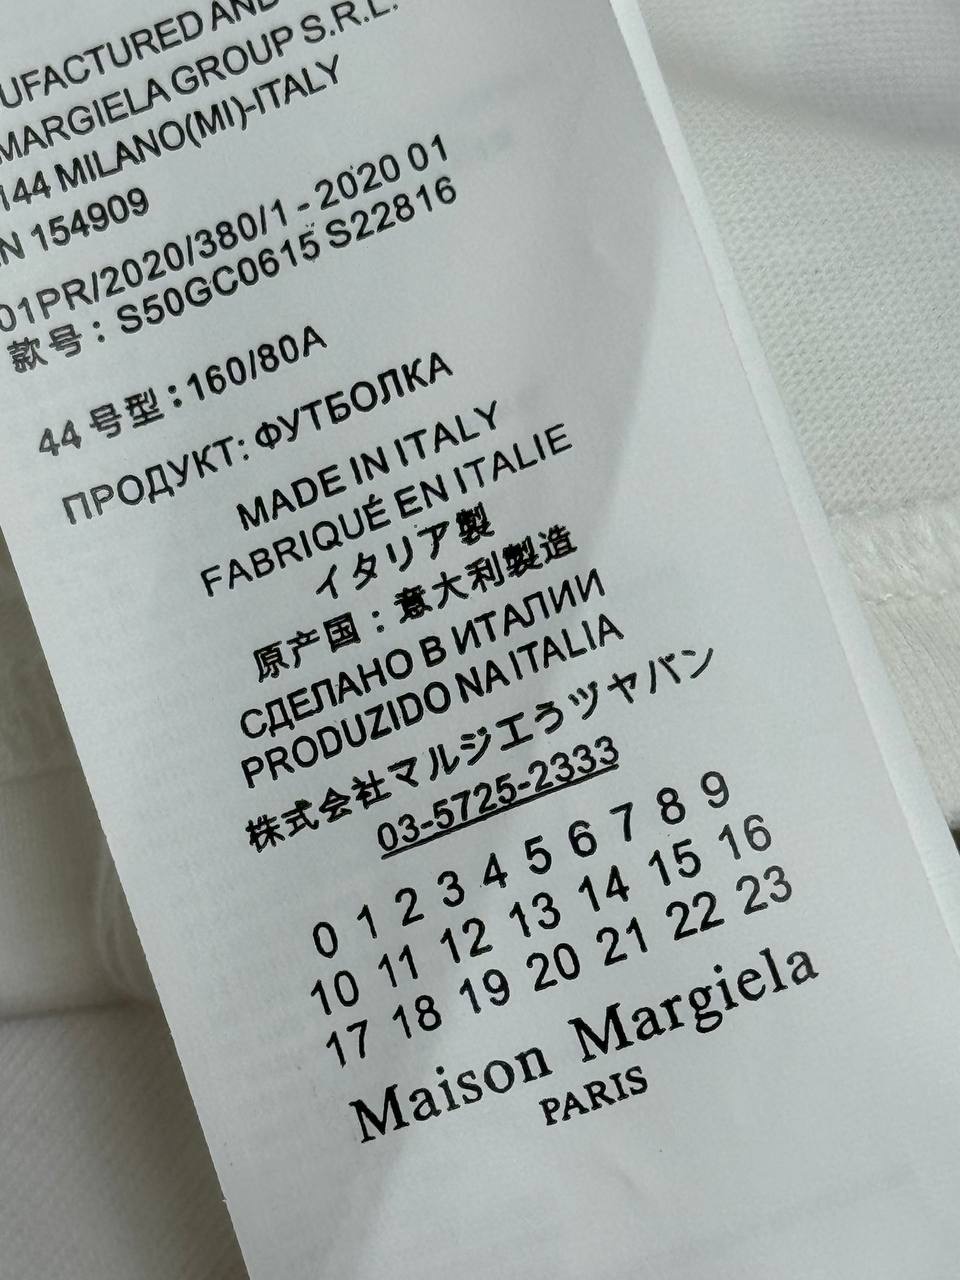 UFACTURED AND
MARGIELA GROUP S.R.L.
144 MILANO(MI)-ITALY
N 154909
01PR/2020/380/1 - 2020 01
款号：S50GC0615 S22816
44 号型：160/80A
ПРОДУКТ: ФУТБОЛКА
MADE IN ITALY
FABRIQUÉ EN ITALIE
イタリア製
原产国：意大利製造
СДЕЛАНО В ИТАЛИИ
PRODUZIDO NA ITALIA
株式会社マルジエうツヤバン
03-5725-2333
0 1 2 3 4 5 6 7 8 9
10 11 12 13 14 15 16
17 18 19 20 21 22 23
Maison Margiela
PARIS